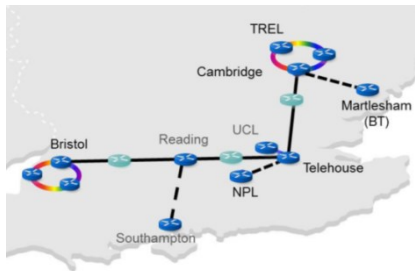 TREL
Cambridge
Martlesham
(BT)
UCL
Bristol
Reading
Telehouse
NPL
Southampton